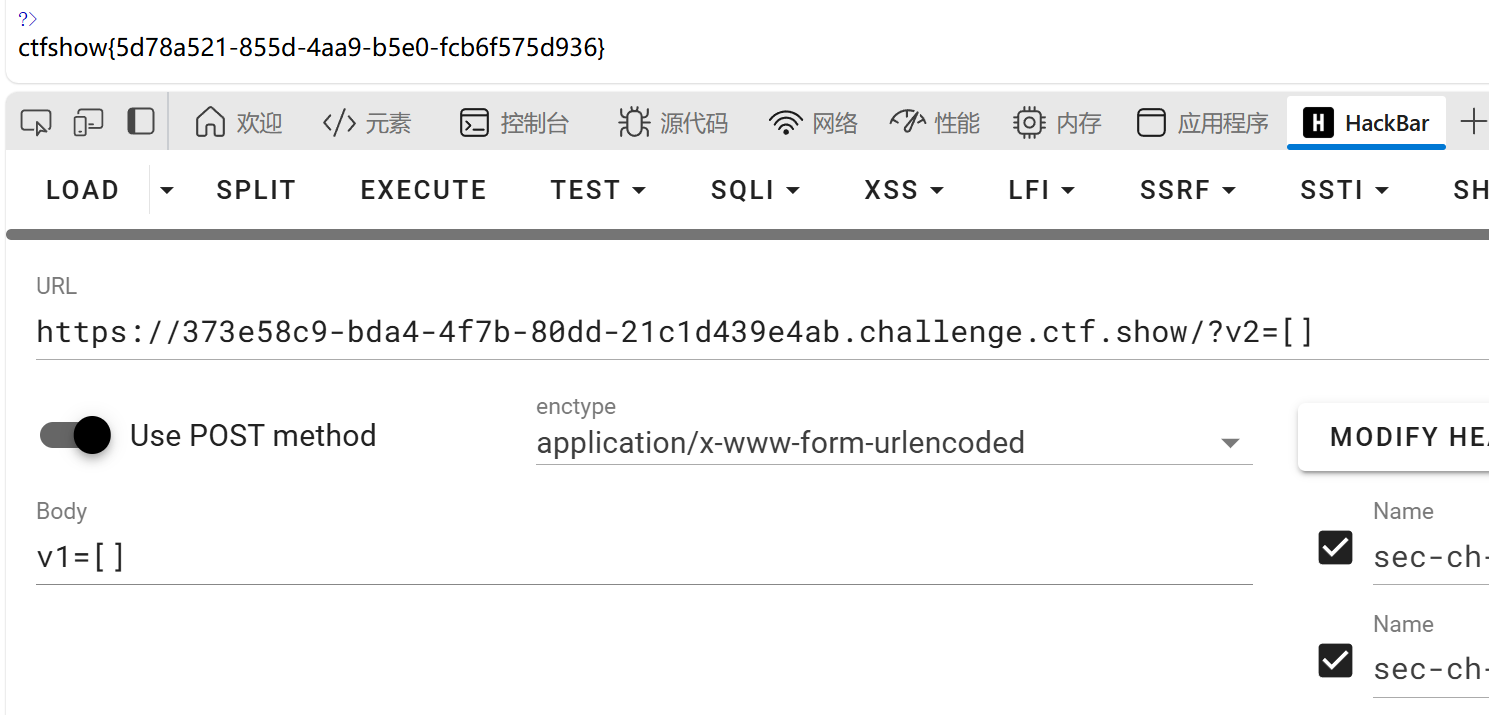 ?>
ctfshow{5d78a521-855d-4aa9-b5e0-fcb6f575d936}
欢迎 </> 元素 控制台 源代码 网络 性能 内存 应用程序 H HackBar +
LOAD SPLIT EXECUTE TEST SQLI XSS LFI SSRF SSTI SH
URL
https://373e58c9-bda4-4f7b-80dd-21c1d439e4ab.challenge.ctf.show/?v2=[]
enctype
Use POST method application/x-www-form-urlencoded MODIFY HEA
Body Name
v1=[] sec-ch-
Name
sec-ch-